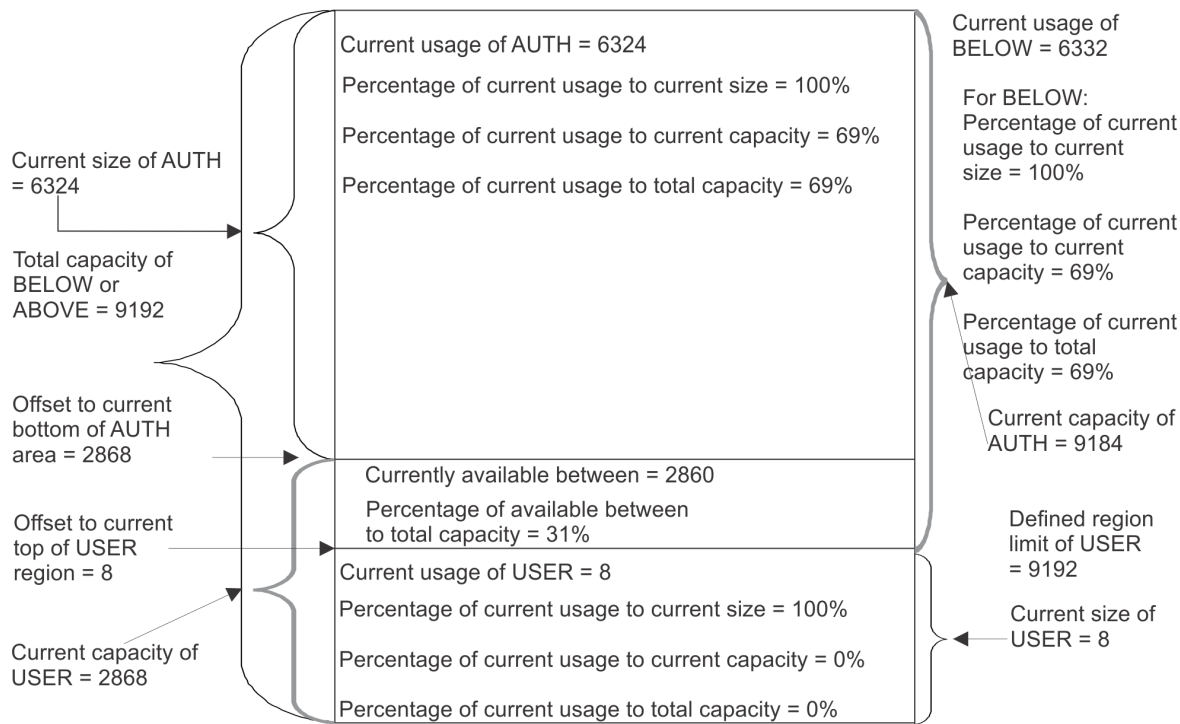 Current size of AUTH
= 6324
Total capacity of
BELOW or
ABOVE = 9192
Offset to current
bottom of AUTH
area = 2868
Offset to current
top of USER
region = 8
Current capacity of
USER = 2868
Current usage of AUTH = 6324
Percentage of current usage to current size = 100%
Percentage of current usage to current capacity = 69%
Percentage of current usage to total capacity = 69%
Currently available between = 2860
Percentage of available between
to total capacity = 31%
Current usage of USER = 8
Percentage of current usage to current size = 100%
Percentage of current usage to current capacity = 0%
Percentage of current usage to total capacity = 0%
Current usage of
BELOW = 6332
For BELOW:
Percentage of current
usage to current
size = 100%
Percentage of current
usage to current
capacity = 69%
Percentage of current
usage to total
capacity = 69%
Current capacity of
AUTH = 9184
Defined region
limit of USER
= 9192
Current size of
USER = 8